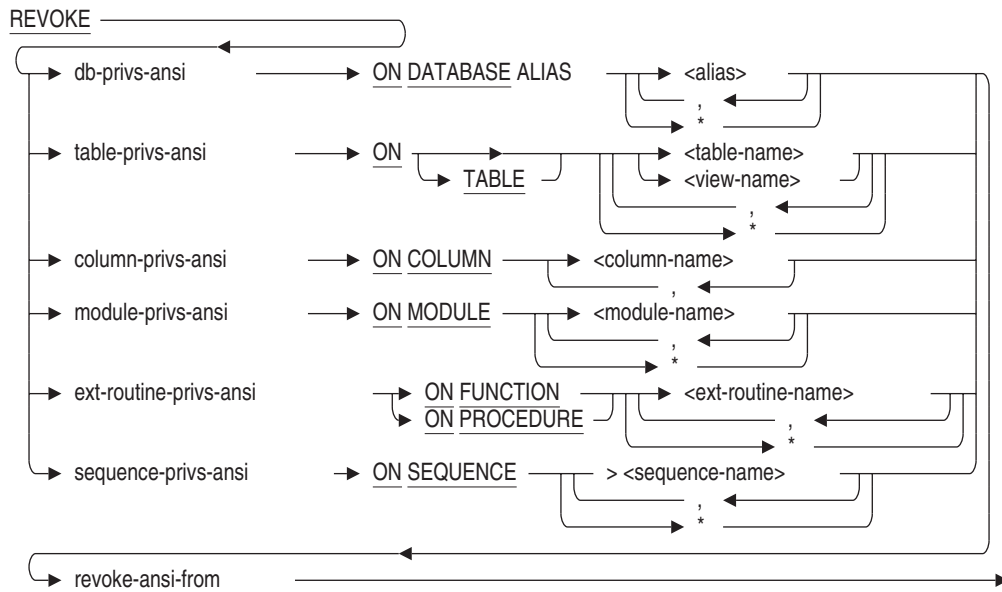 REVOKE
db-privs-ansi ON DATABASE ALIAS <alias>
,
*
table-privs-ansi ON <table-name>
TABLE <view-name>
,
*
column-privs-ansi ON COLUMN <column-name>
,
module-privs-ansi ON MODULE <module-name>
,
*
ext-routine-privs-ansi ON FUNCTION <ext-routine-name>
ON PROCEDURE ,
*
sequence-privs-ansi ON SEQUENCE > <sequence-name>
,
*
revoke-ansi-from